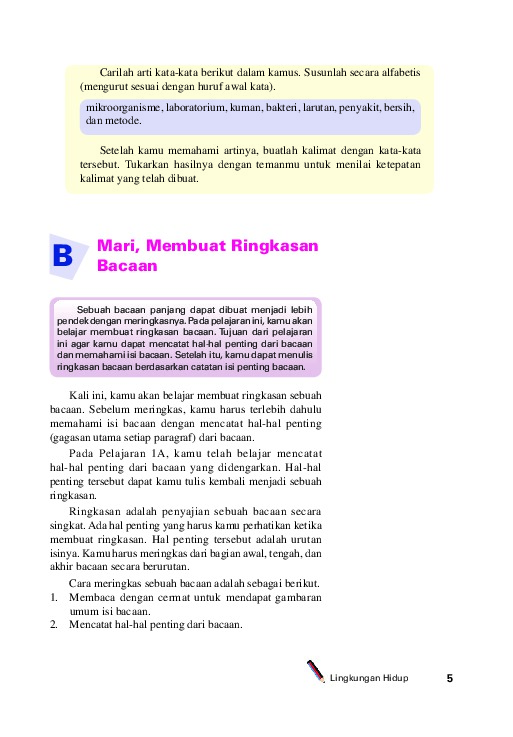 Carilah arti kata-kata berikut dalam kamus. Susunlah secara alfabetis
(mengurut sesuai dengan huruf awal kata).
mikroorganisme, laboratorium, kuman, bakteri, larutan, penyakit, bersih,
dan metode.
Setelah kamu memahami artinya, buatlah kalimat dengan kata-kata
tersebut. Tukarkan hasilnya dengan temanmu untuk menilai ketepatan
kalimat yang telah dibuat.
B
Mari, Membuat Ringkasan
Bacaan
Sebuah bacaan panjang dapat dibuat menjadi lebih
pendek dengan meringkasnya. Pada pelajaran ini, kamu akan
belajar membuat ringkasan bacaan. Tujuan dari pelajaran
ini agar kamu dapat mencatat hal-hal penting dari bacaan
dan memahami isi bacaan. Setelah itu, kamu dapat menulis
ringkasan bacaan berdasarkan catatan isi penting bacaan.
Kali ini, kamu akan belajar membuat ringkasan sebuah
bacaan. Sebelum meringkas, kamu harus terlebih dahulu
memahami isi bacaan dengan mencatat hal-hal penting
(gagasan utama setiap paragraf) dari bacaan.
Pada Pelajaran 1A, kamu telah belajar mencatat
hal-hal penting dari bacaan yang didengarkan. Hal-hal
penting tersebut dapat kamu tulis kembali menjadi sebuah
ringkasan.
Ringkasan adalah penyajian sebuah bacaan secara
singkat. Ada hal penting yang harus kamu perhatikan ketika
membuat ringkasan. Hal penting tersebut adalah urutan
isinya. Kamu harus meringkas dari bagian awal, tengah, dan
akhir bacaan secara berurutan.
Cara meringkas sebuah bacaan adalah sebagai berikut.
1. Membaca dengan cermat untuk mendapat gambaran
umum isi bacaan.
2. Mencatat hal-hal penting dari bacaan.
Lingkungan Hidup 5